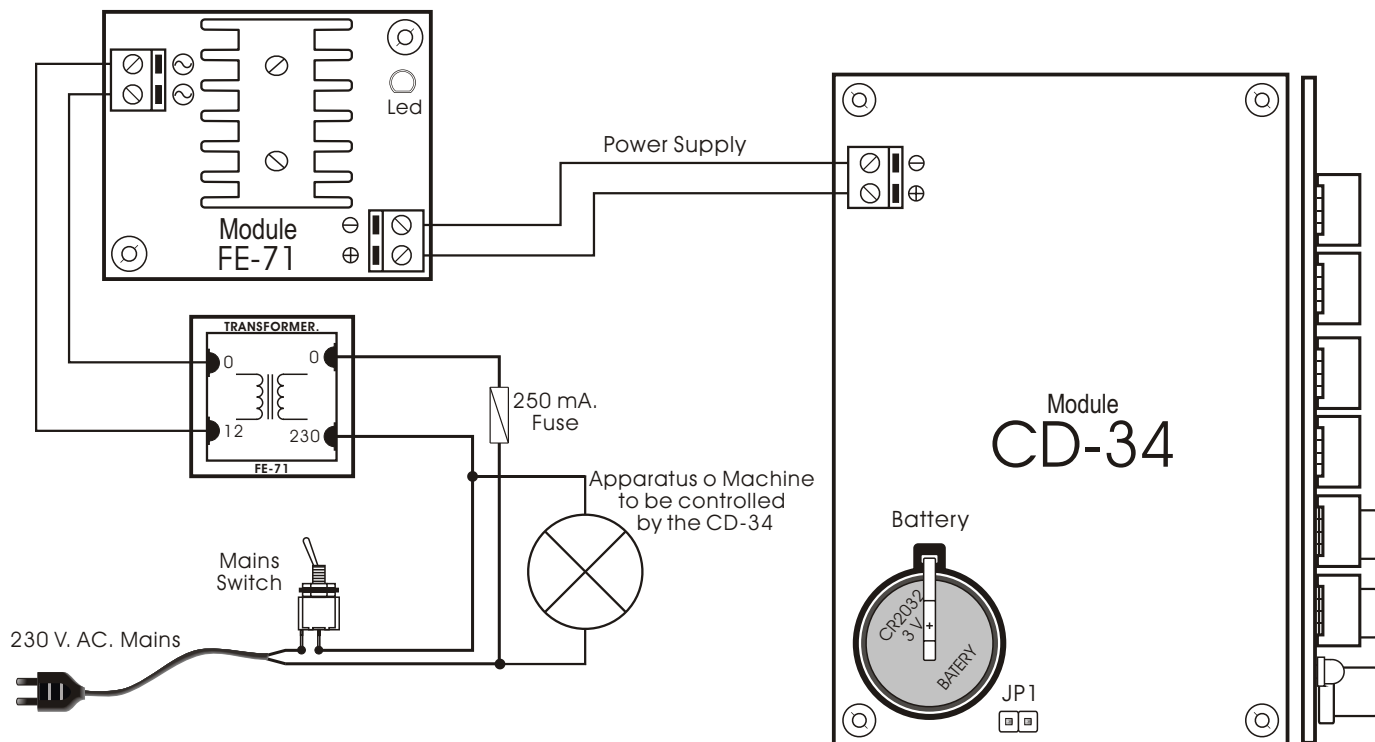 Led
Power Supply
Module
FE-71
TRANSFORMER.
0
0
12
230
FE-71
250 mA.
Fuse
Apparatus o Machine
to be controlled
by the CD-34
Mains
Switch
230 V. AC. Mains
Module
CD-34
Battery
CR2032
3 V
+
BATERY
JP1